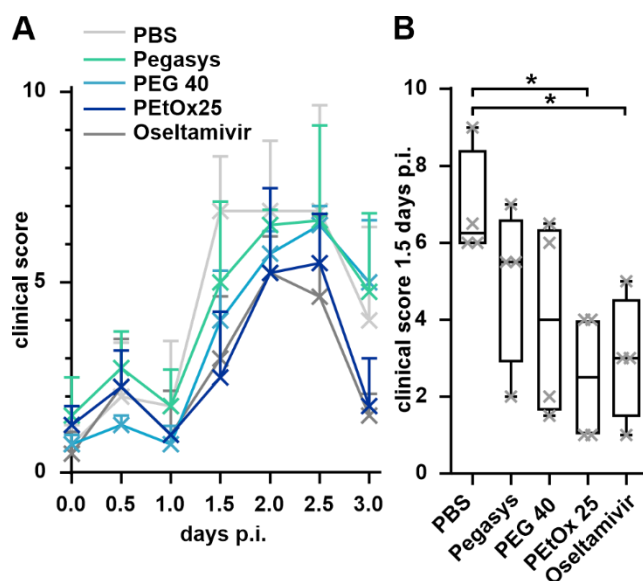 A
PBS
Pegasys
PEG 40
PEtOx25
Oseltamivir
10
5
0
clinical score
0.0 0.5 1.0 1.5 2.0 2.5 3.0
days p.i.
B
* 
*
10
8
6
4
2
0
clinical score 1.5 days p.i.
PBS
Pegasys
PEG 40
PEtOx 25
Oseltamivir